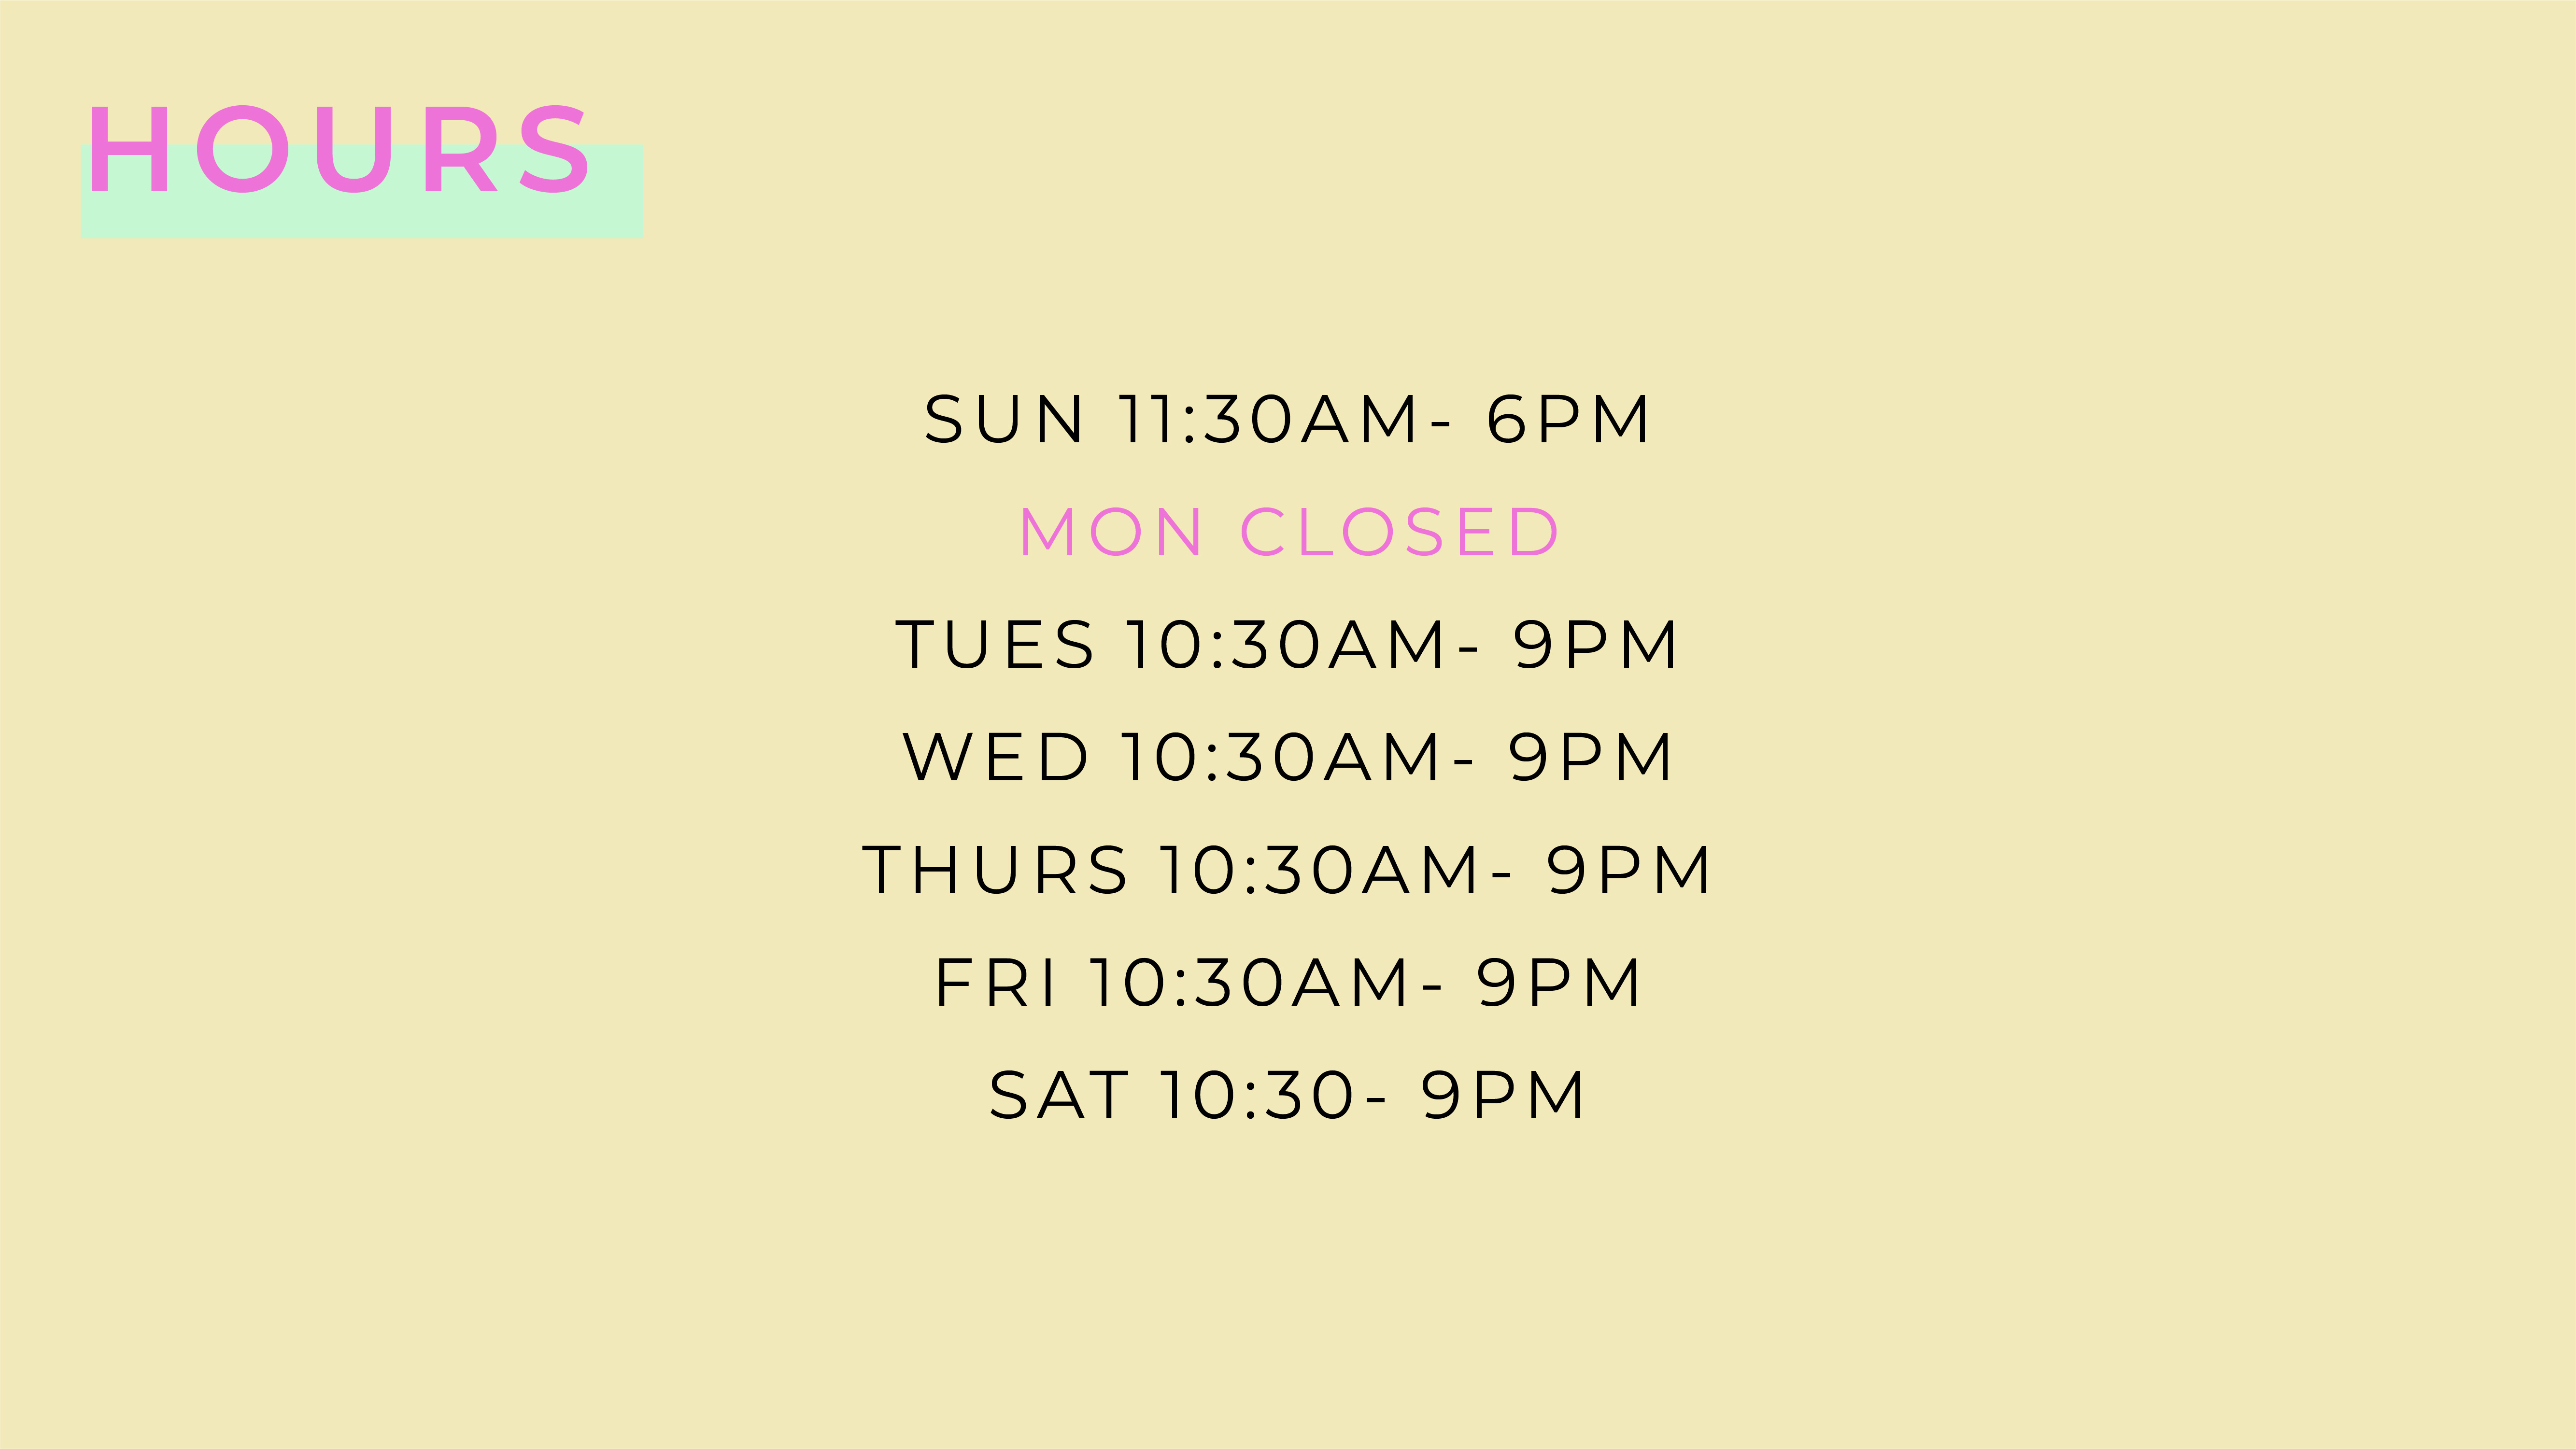 HOURS
SUN 11:30AM- 6PM
MON CLOSED
TUES 10:30AM- 9PM
WED 10:30AM- 9PM
THURS 10:30AM- 9PM
FRI 10:30AM- 9PM
SAT 10:30- 9PM